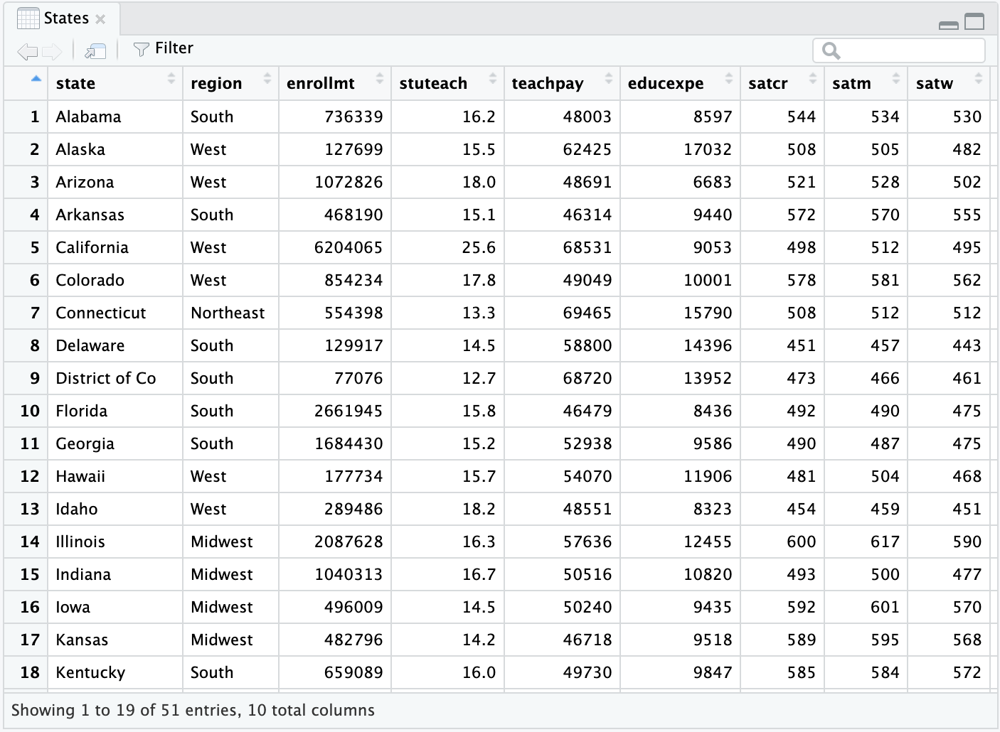 States
Filter
state region enrollmt stuteach teachpay educexpe satcr satm satw
1 Alabama South 736339 16.2 48003 8597 544 534 530
2 Alaska West 127699 15.5 62425 17032 508 505 482
3 Arizona West 1072826 18.0 48691 6683 521 528 502
4 Arkansas South 468190 15.1 46314 9440 572 570 555
5 California West 6204065 25.6 68531 9053 498 512 495
6 Colorado West 854234 17.8 49049 10001 578 581 562
7 Connecticut Northeast 554398 13.3 69465 15790 508 512 512
8 Delaware South 129917 14.5 58800 14396 451 457 443
9 District of Co South 77076 12.7 68720 13952 473 466 461
10 Florida South 2661945 15.8 46479 8436 492 490 475
11 Georgia South 1684430 15.2 52938 9586 490 487 475
12 Hawaii West 177734 15.7 54070 11906 481 504 468
13 Idaho West 289486 18.2 48551 8323 454 459 451
14 Illinois Midwest 2087628 16.3 57636 12455 600 617 590
15 Indiana Midwest 1040313 16.7 50516 10820 493 500 477
16 Iowa Midwest 496009 14.5 50240 9435 592 601 570
17 Kansas Midwest 482796 14.2 46718 9518 589 595 568
18 Kentucky South 659089 16.0 49730 9847 585 584 572
Showing 1 to 19 of 51 entries, 10 total columns